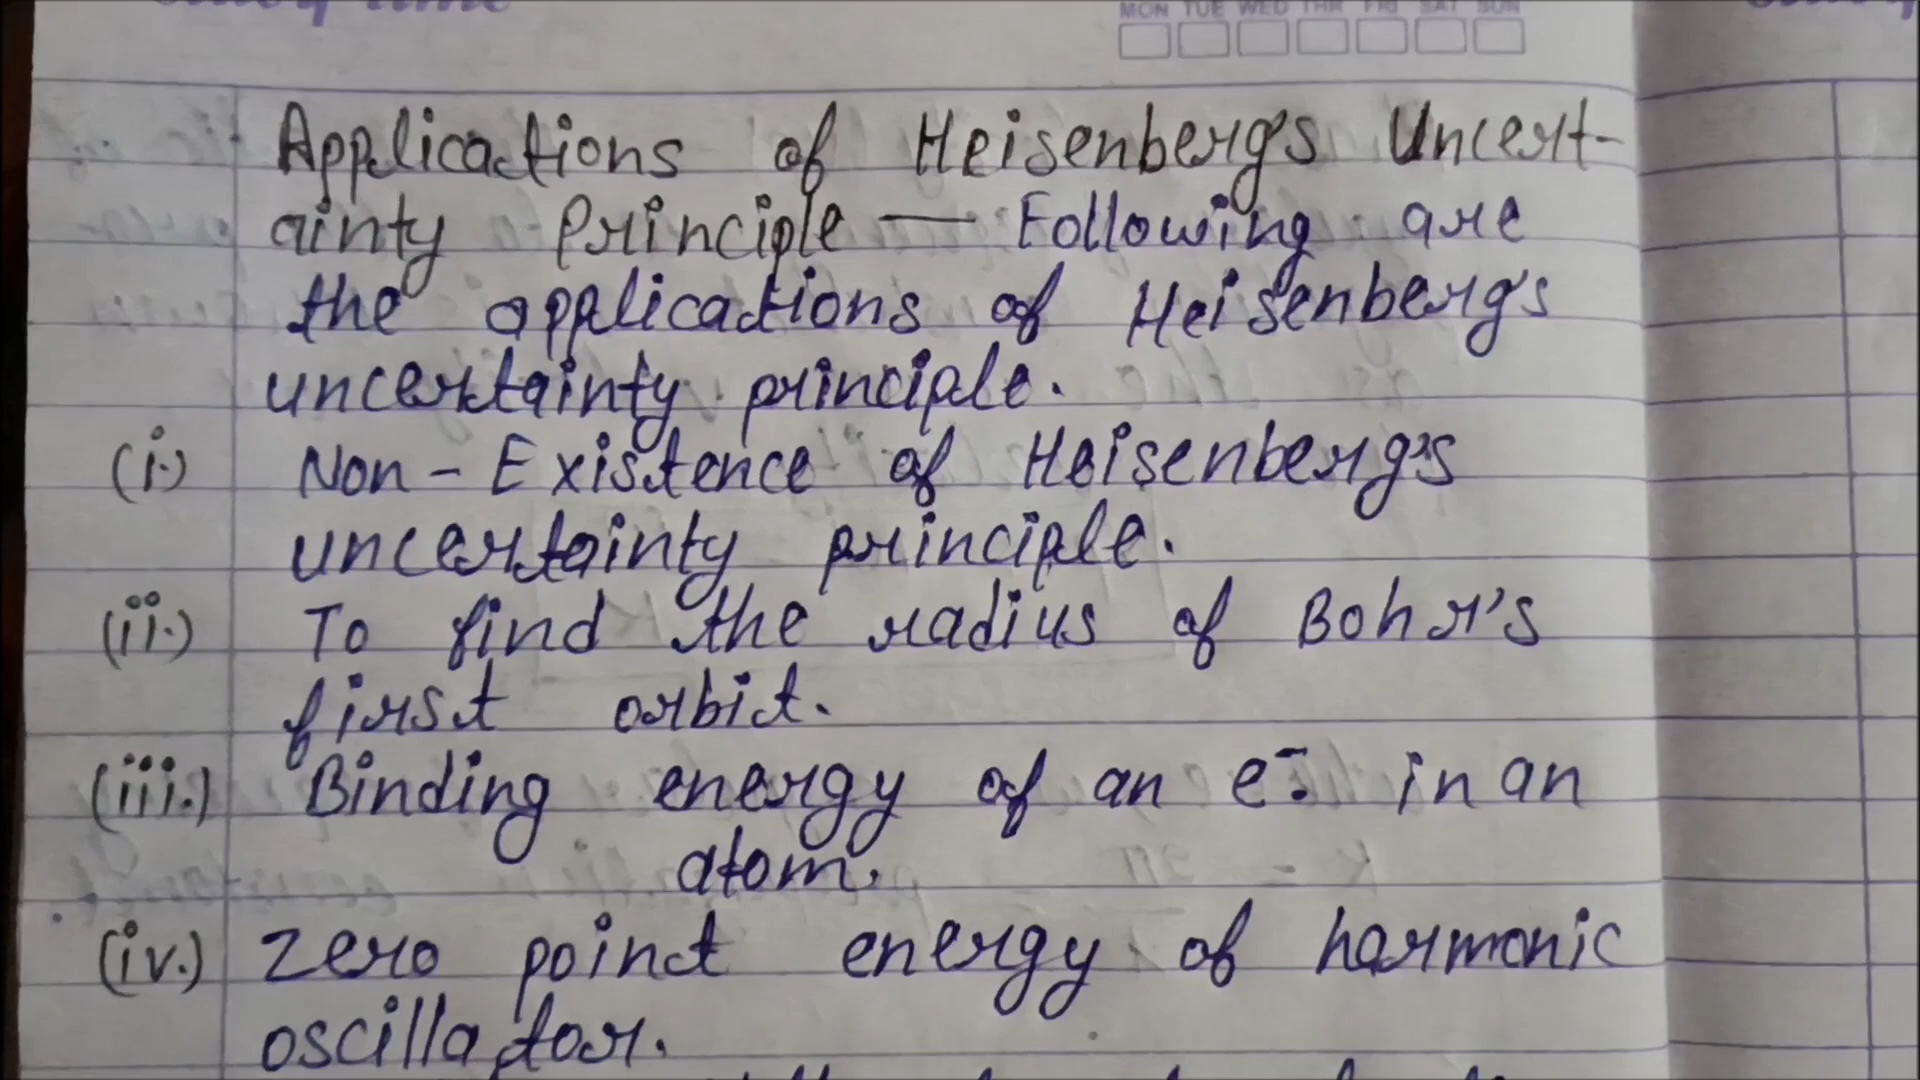 MON TUE WED THR FRI SAT SUN
Applications of Heisenberg's Uncert-
ainty Principle — Following are
the applications of Heisenberg's
uncertainty principle.
(i.) Non-Existence of Heisenberg's
uncertainty principle.
(ii.) To find the radius of Bohr's
first orbit.
(iii.) Binding energy of an e⁻ in an
atom.
(iv.) Zero point energy of harmonic
oscillator.